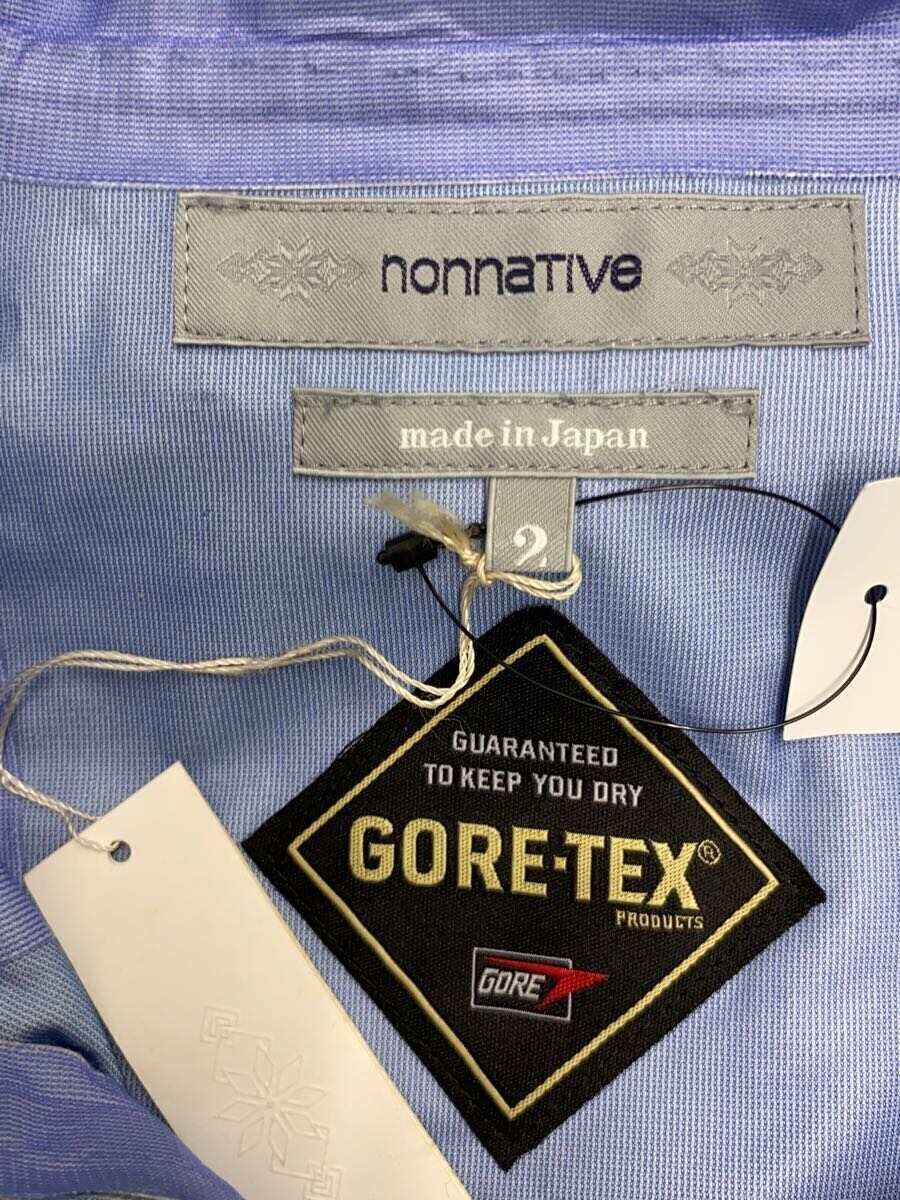 nonnative
made in Japan
2
GUARANTEED
TO KEEP YOU DRY
GORE-TEX®
PRODUCTS
GORE